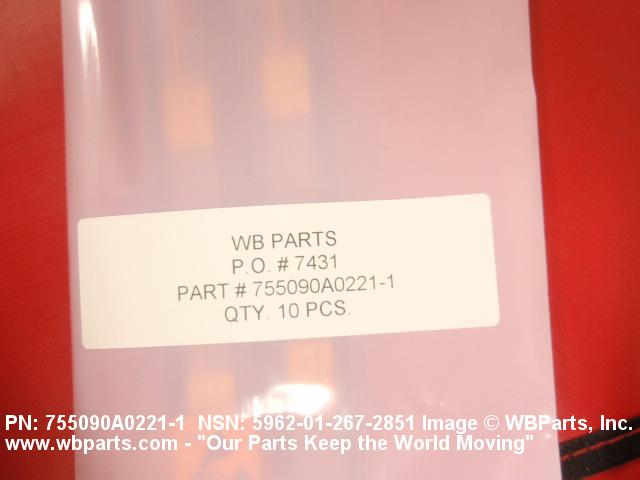 WB PARTS
P.O. # 7431
PART # 755090A0221-1
QTY. 10 PCS.
PN: 755090A0221-1 NSN: 5962-01-267-2851 Image © WBParts, Inc.
www.wbparts.com - "Our Parts Keep the World Moving"